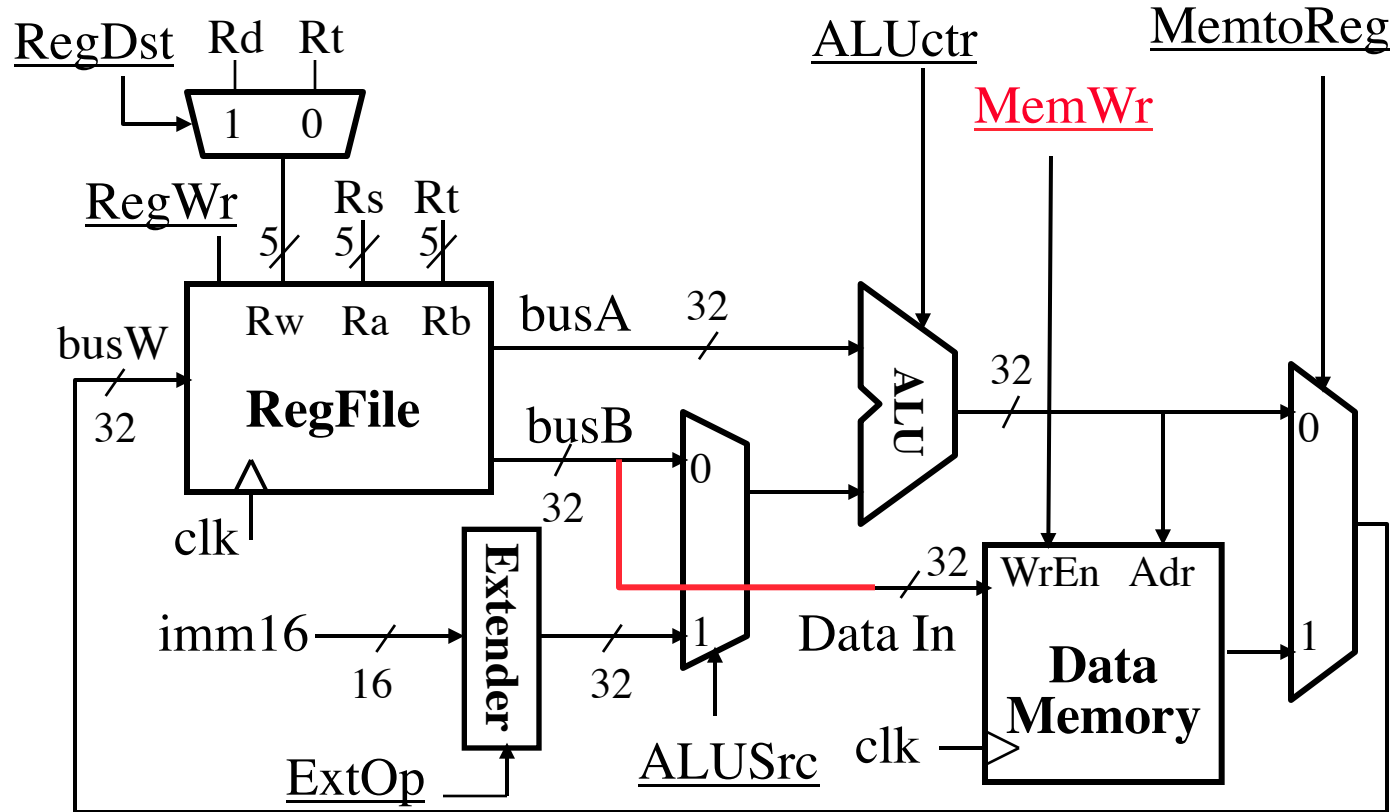 RegDst Rd Rt
ALUctr
MemtoReg
1 0
MemWr
RegWr
Rs Rt
5 5 5
Rw Ra Rb
busA 32
busW
32
RegFile
busB
32
ALU
32
0
0
clk
32
Extender
imm16
16
32
1
Data In
32
WrEn Adr
1
Data
Memory
clk
ExtOp
ALUSrc